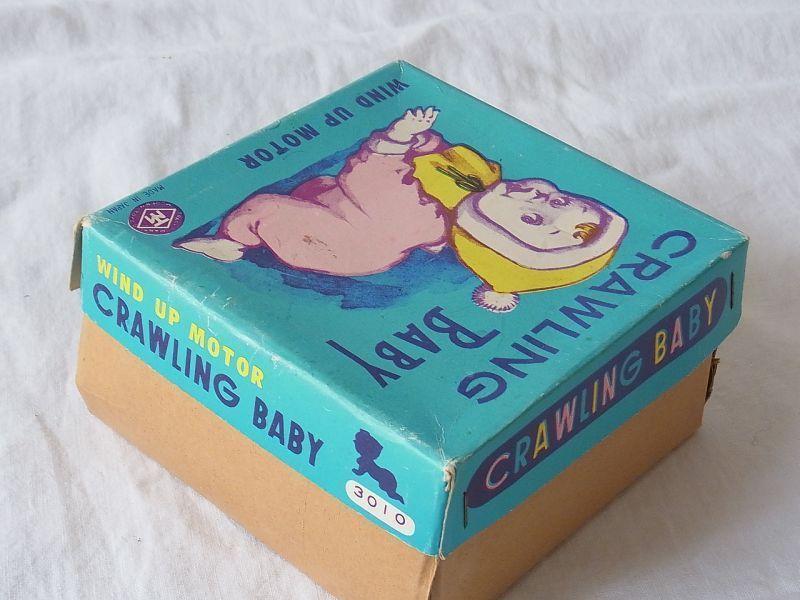 CRAWLING
BABY
WIND UP MOTOR
MADE IN JAPAN
WIND UP MOTOR
CRAWLING BABY
3010
CRAWLING BABY